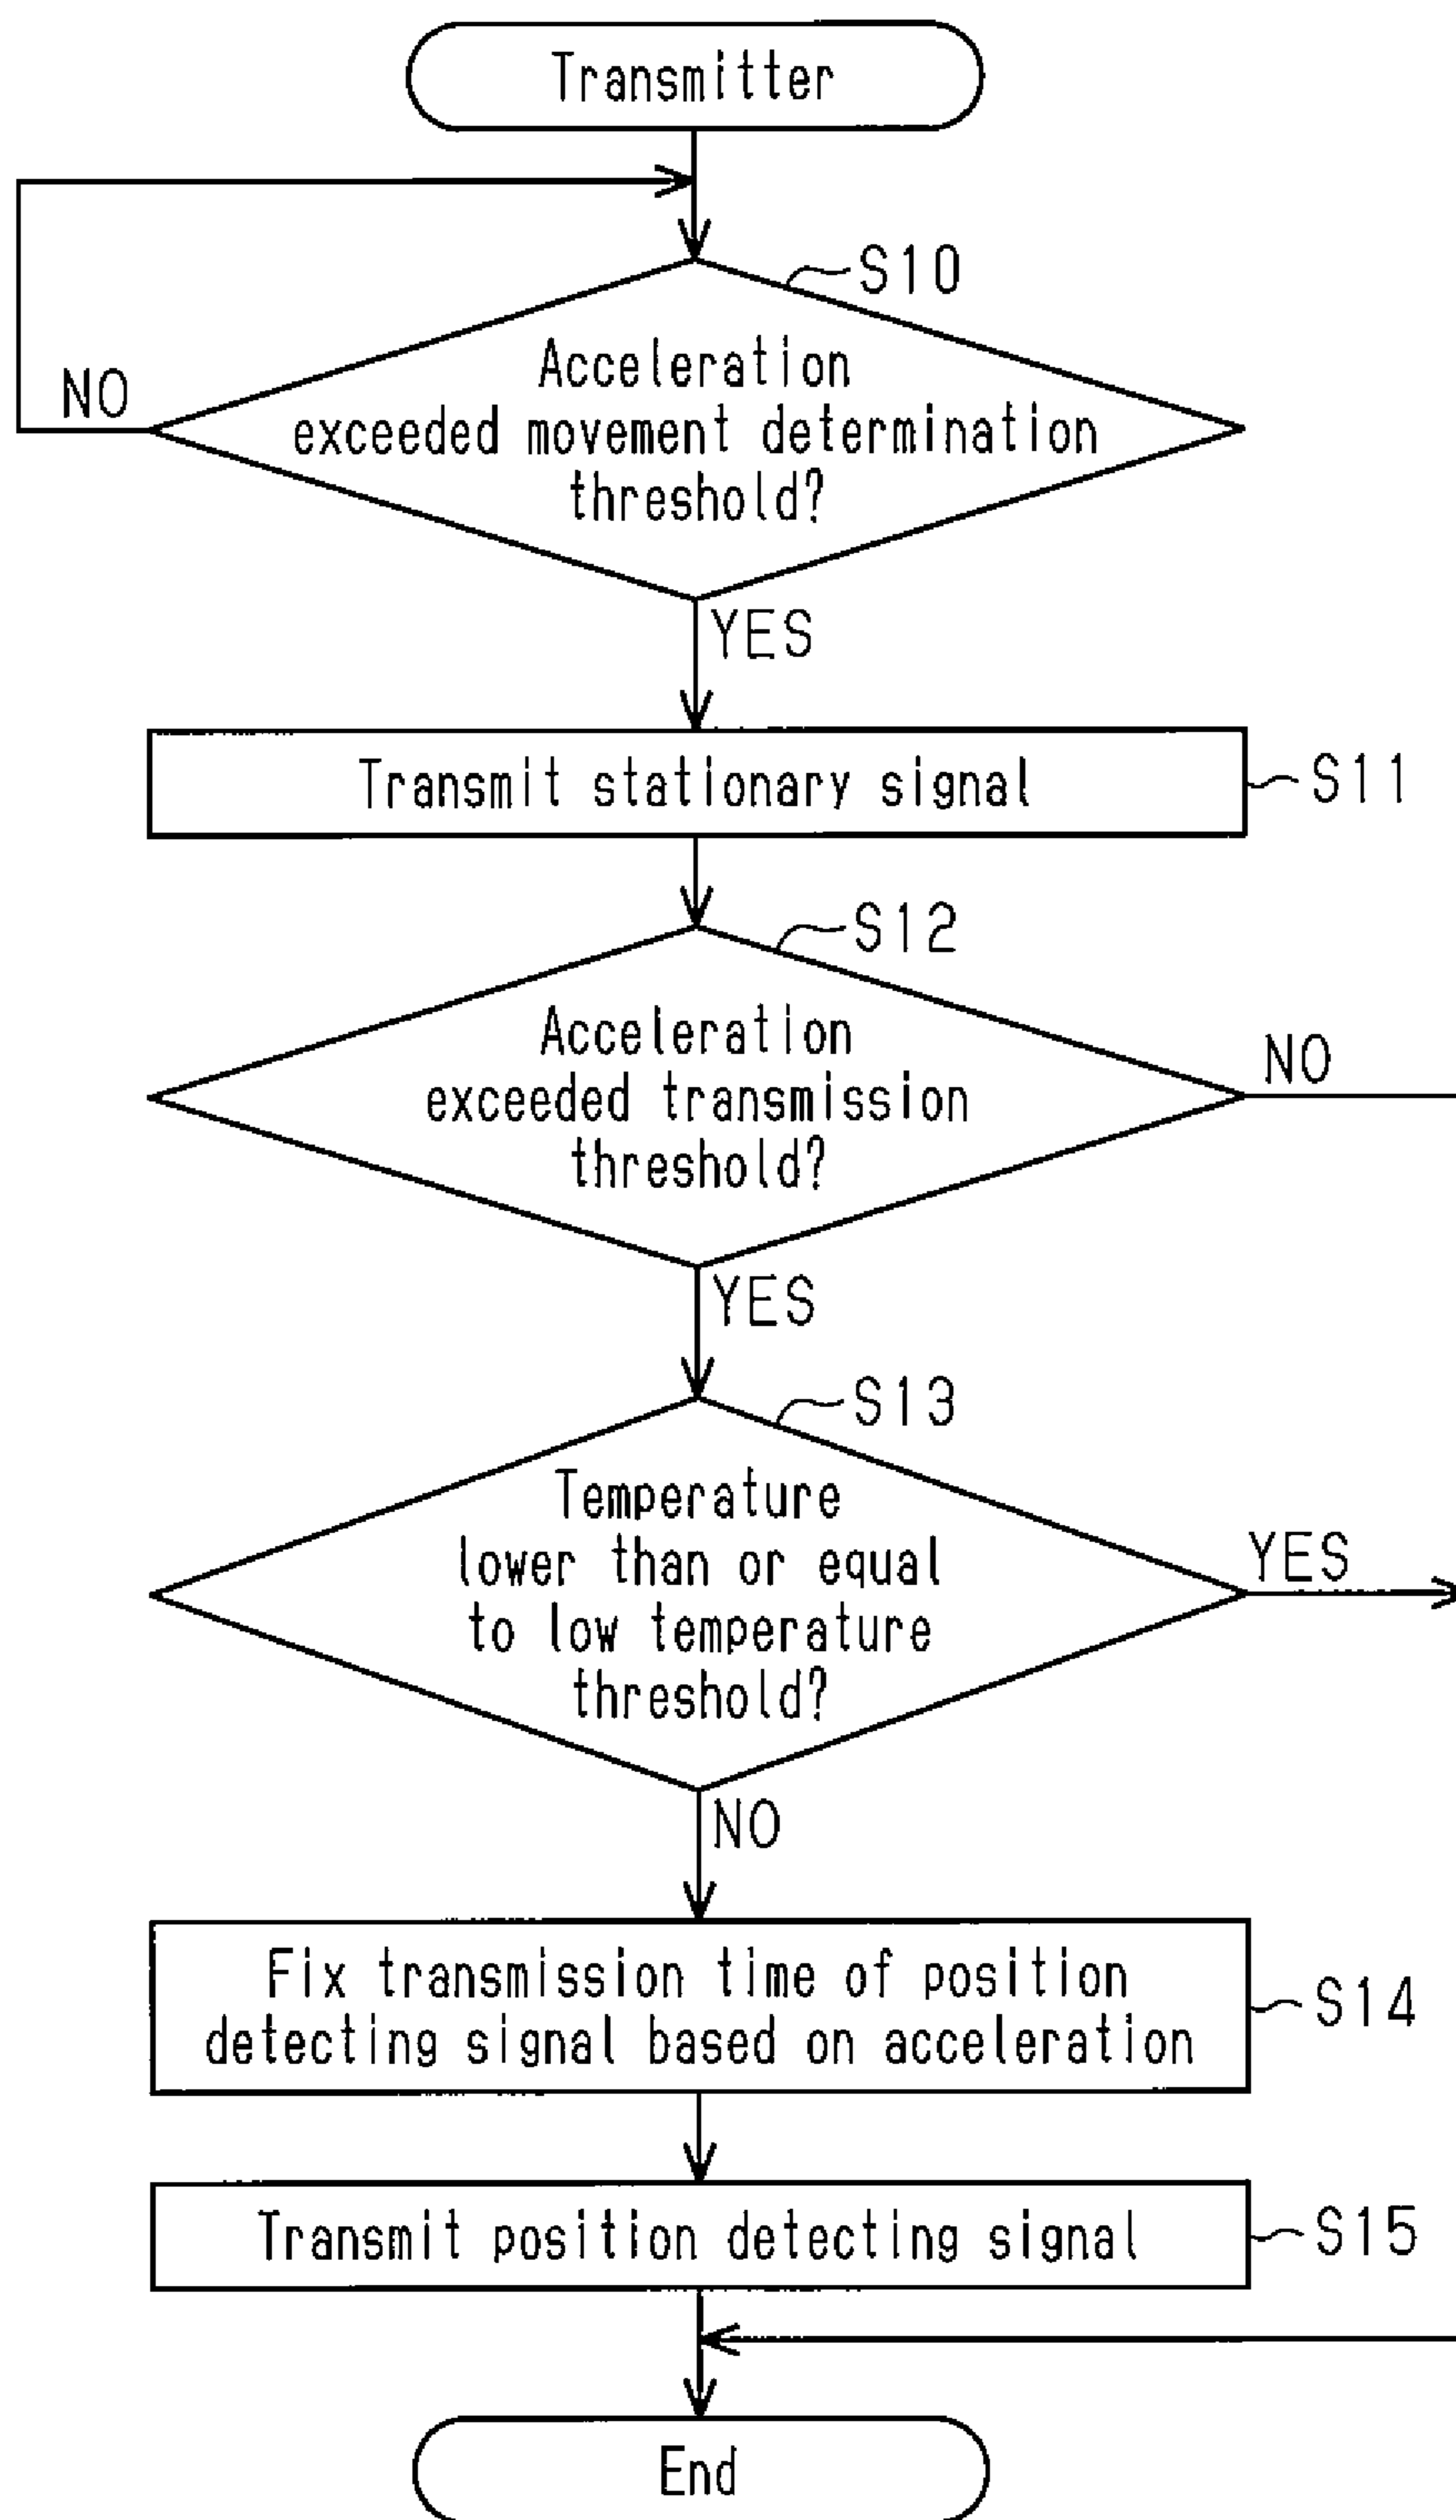 Transmitter
S10
Acceleration
exceeded movement determination
threshold?
NO
YES
Transmit stationary signal
S11
S12
Acceleration
exceeded transmission
threshold?
NO
YES
S13
Temperature
lower than or equal
to low temperature
threshold?
YES
NO
Fix transmission time of position
detecting signal based on acceleration
S14
Transmit position detecting signal
S15
End